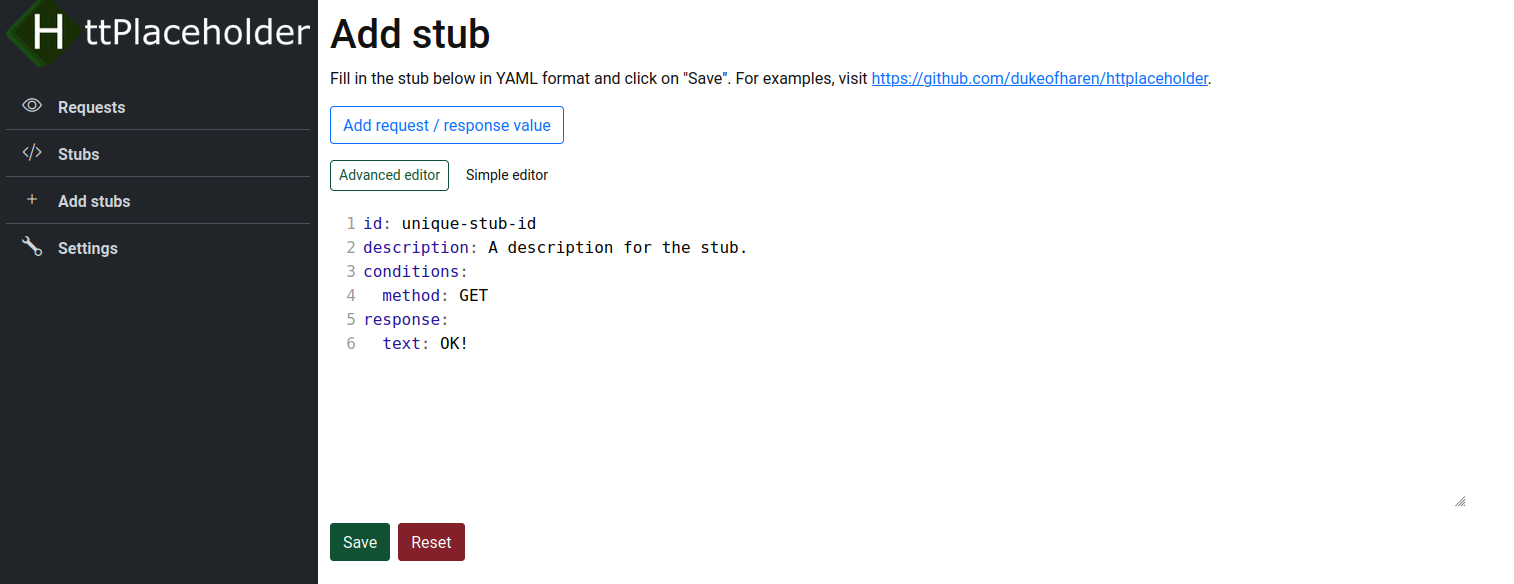 HttPlaceholder
Requests
Stubs
Add stubs
Settings
Add stub
Fill in the stub below in YAML format and click on "Save". For examples, visit https://github.com/dukeofharen/httplaceholder.
Add request / response value
Advanced editor Simple editor
1 id: unique-stub-id
2 description: A description for the stub.
3 conditions:
4   method: GET
5 response:
6   text: OK!
Save Reset